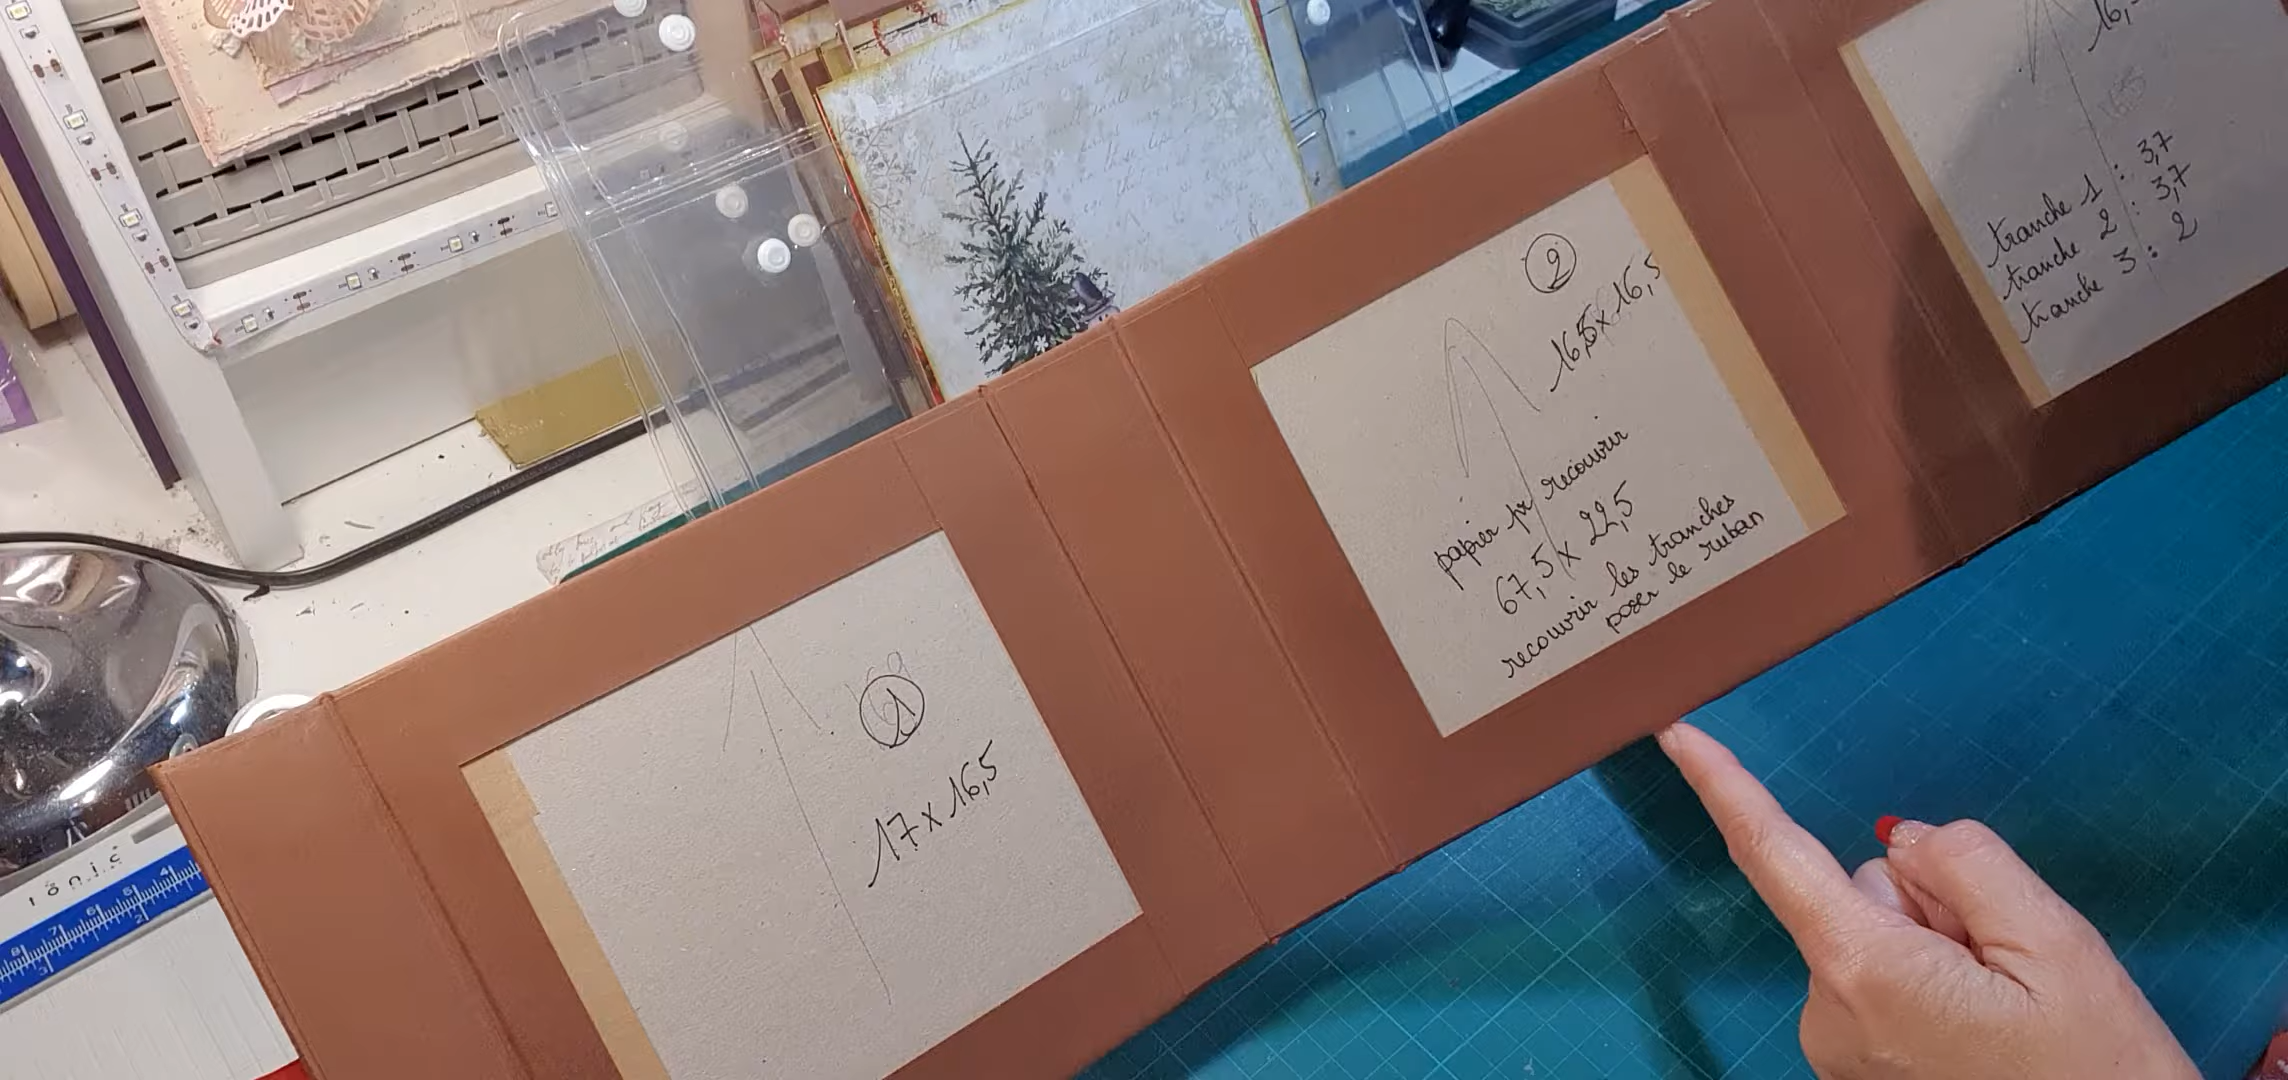 1
17 x 16,5
2
16,5 x 16,5
papier pr recouvrir
67,5 x 22,5
recouvrir les tranches
poser le ruban
16,
tranche 1 : 3,7
tranche 2 : 3,7
tranche 3 : 2